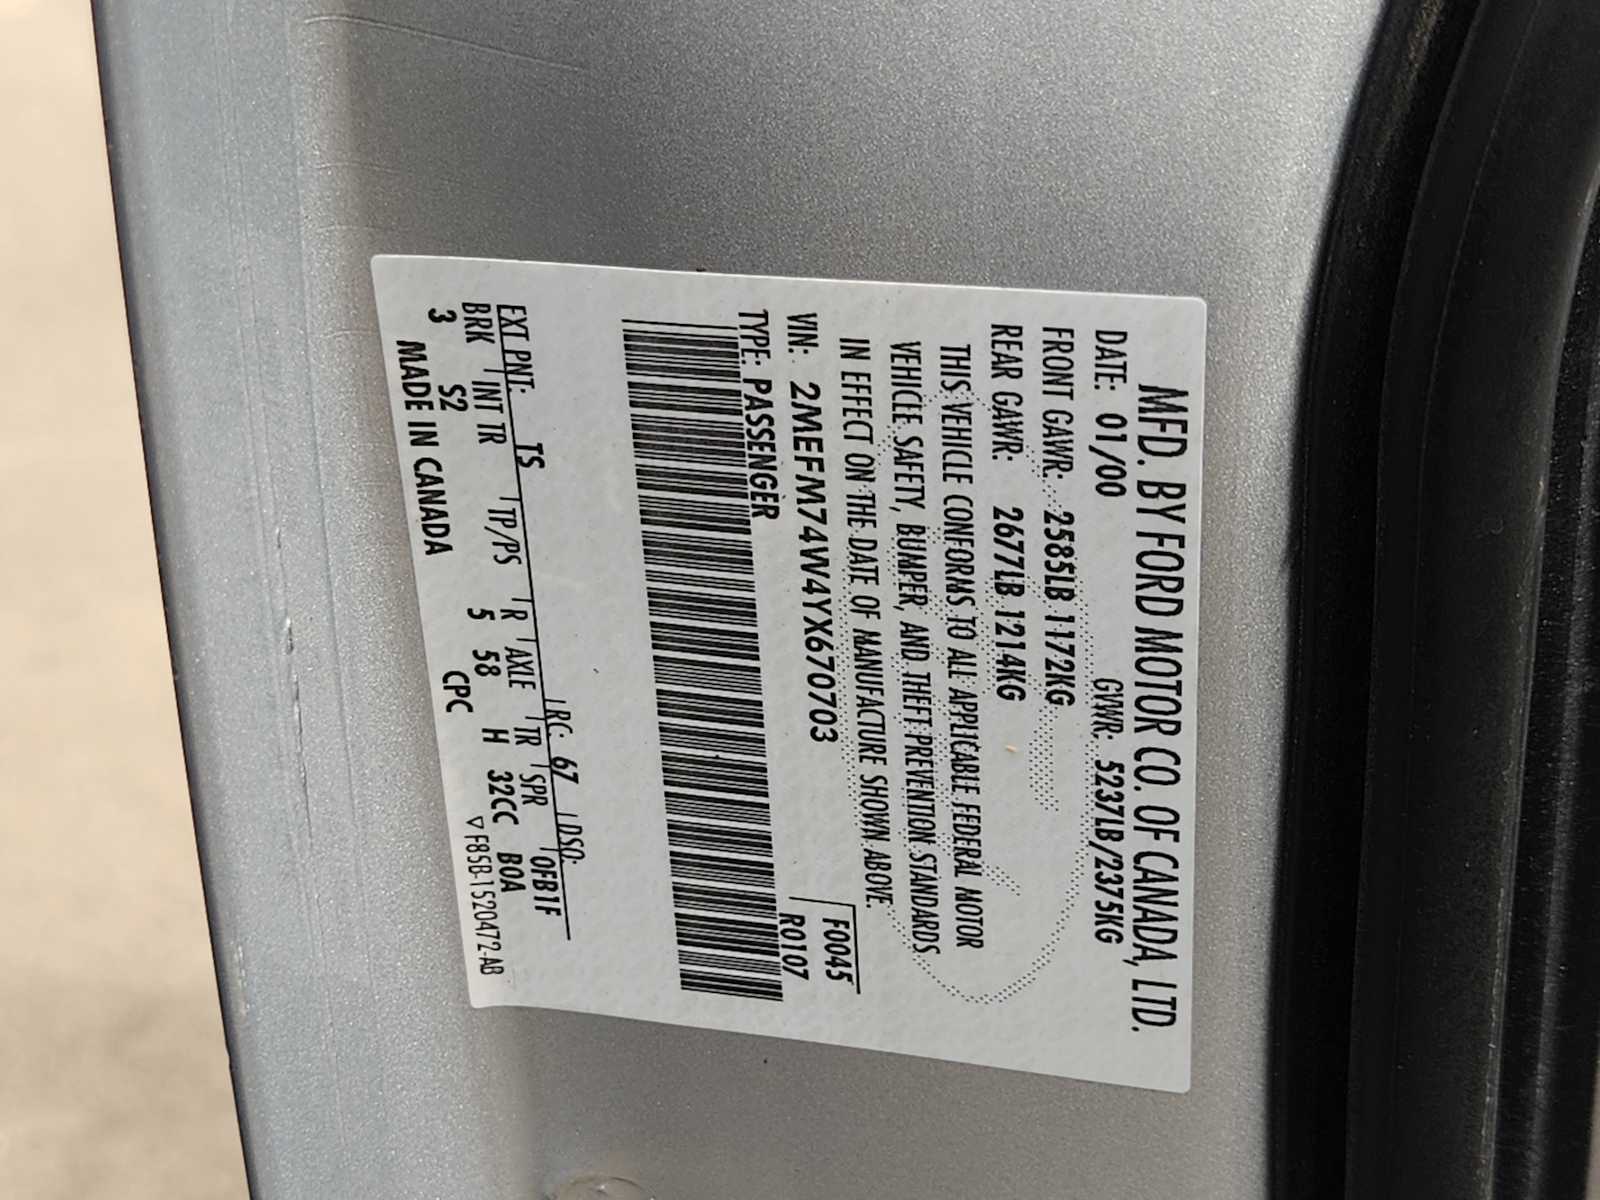 MFD. BY FORD MOTOR CO. OF CANADA, LTD.
DATE: 01/00 GVWR: 5237LB/2375KG
FRONT GAWR: 2585LB 1172KG
REAR GAWR: 2677LB 1214KG
THIS VEHICLE CONFORMS TO ALL APPLICABLE FEDERAL MOTOR
VEHICLE SAFETY, BUMPER, AND THEFT PREVENTION STANDARDS
IN EFFECT ON THE DATE OF MANUFACTURE SHOWN ABOVE.
VIN: 2MEFM74W4YX670703 F0045
TYPE: PASSENGER R0107
EXT PNT: TS RC: 67 DSO:
BRK INT TR TP/PS R AXLE TR SPR 0FB1F
3 S2 5 58 H 32CC B0A
MADE IN CANADA CPC ▽F85B-1520472-AB